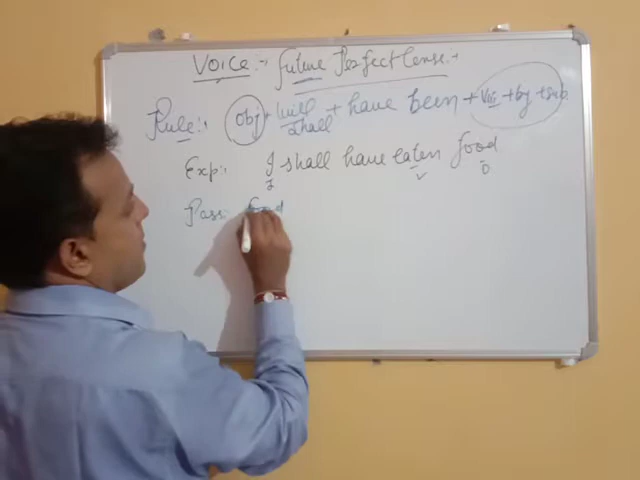 VOICE :- Future Perfect Tense :-
Rule :- Obj + will/shall + have been + VIII + by + sub
Exp :- I shall have eaten food
I V O
Pass : food